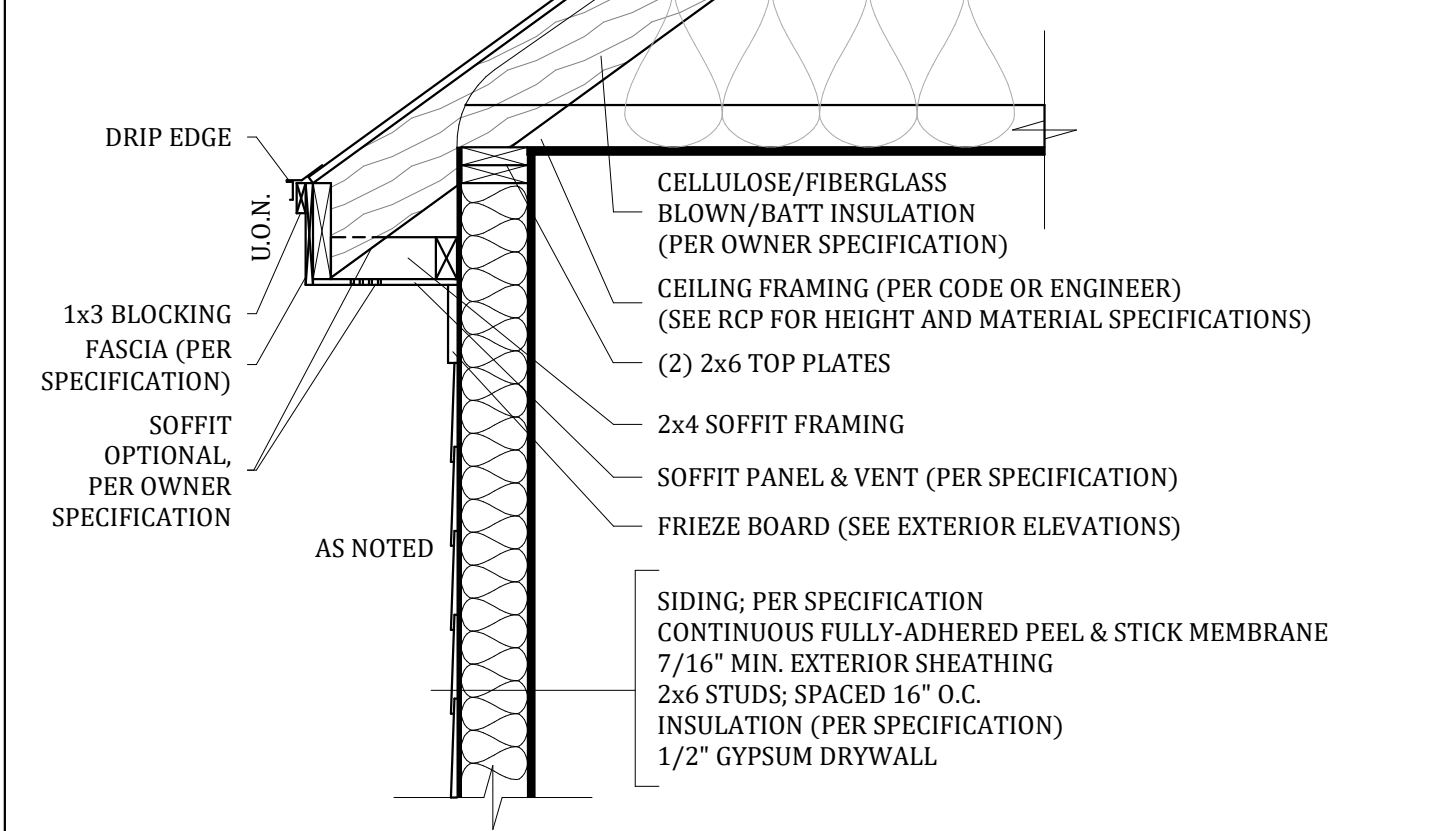 DRIP EDGE
U.O.N.
1x3 BLOCKING
FASCIA (PER
SPECIFICATION)
SOFFIT
OPTIONAL,
PER OWNER
SPECIFICATION
AS NOTED
CELLULOSE/FIBERGLASS
BLOWN/BATT INSULATION
(PER OWNER SPECIFICATION)
CEILING FRAMING (PER CODE OR ENGINEER)
(SEE RCP FOR HEIGHT AND MATERIAL SPECIFICATIONS)
(2) 2x6 TOP PLATES
2x4 SOFFIT FRAMING
SOFFIT PANEL & VENT (PER SPECIFICATION)
FRIEZE BOARD (SEE EXTERIOR ELEVATIONS)
SIDING; PER SPECIFICATION
CONTINUOUS FULLY-ADHERED PEEL & STICK MEMBRANE
7/16" MIN. EXTERIOR SHEATHING
2x6 STUDS; SPACED 16" O.C.
INSULATION (PER SPECIFICATION)
1/2" GYPSUM DRYWALL